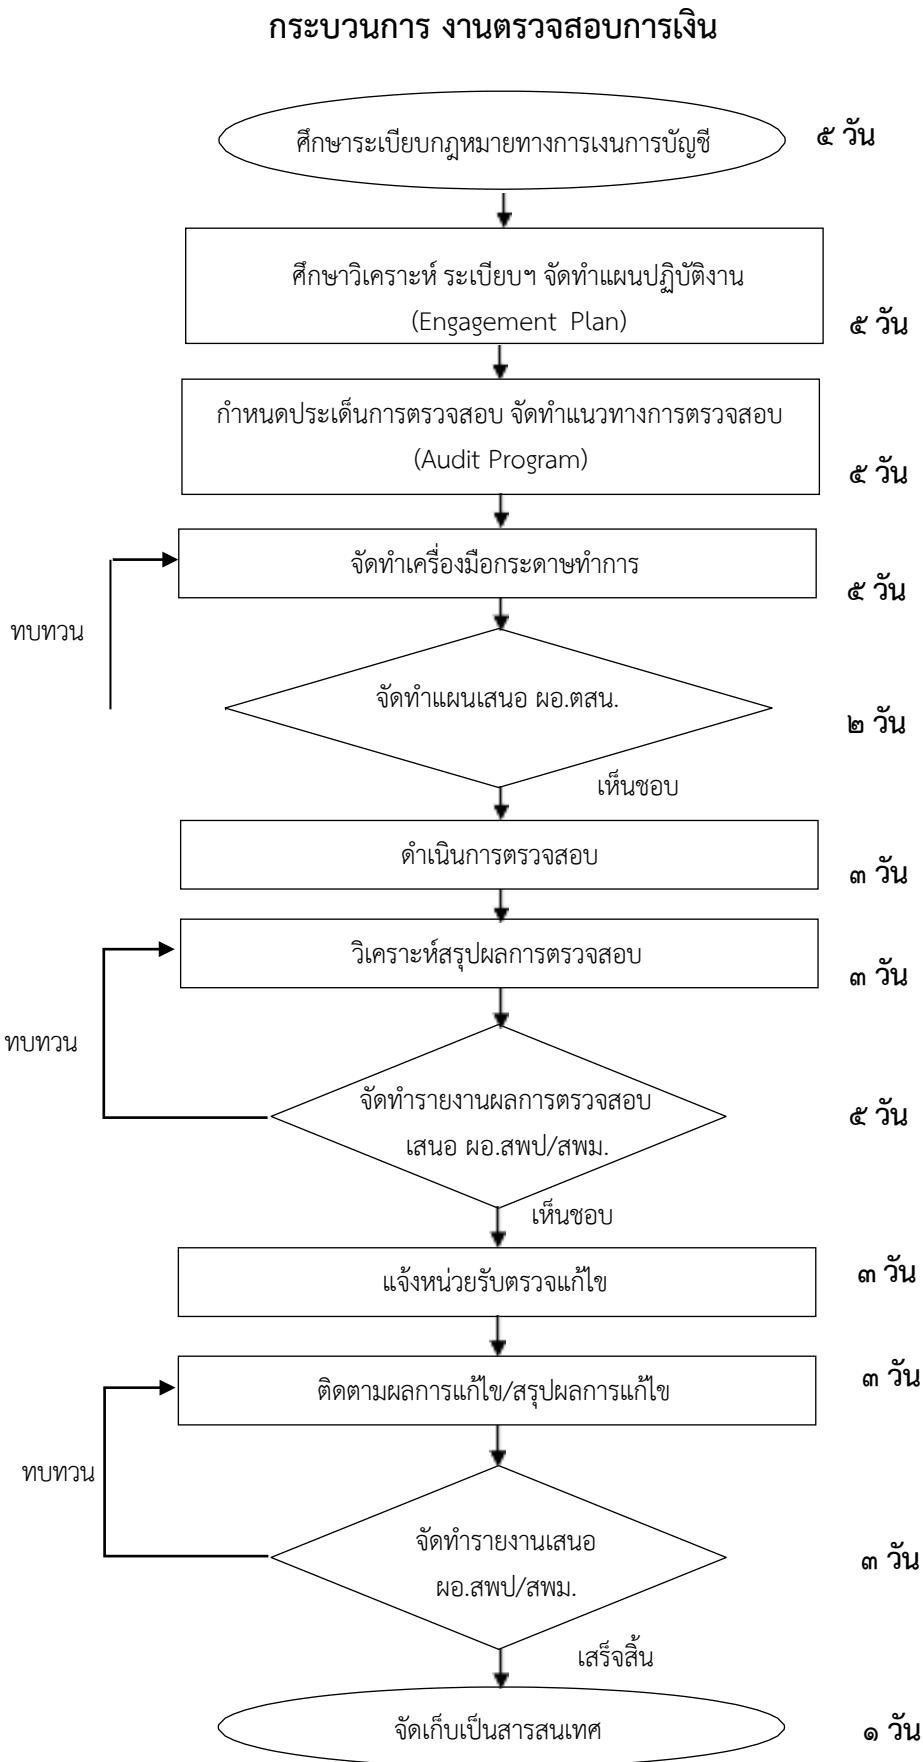 กระบวนการ งานตรวจสอบการเงิน
ศึกษาระเบียบกฎหมายทางการเงนการบัญชี
๕ วัน
ศึกษาวิเคราะห์ ระเบียบฯ จัดทำแผนปฏิบัติงาน
(Engagement Plan)
๕ วัน
กำหนดประเด็นการตรวจสอบ จัดทำแนวทางการตรวจสอบ
(Audit Program)
๕ วัน
จัดทำเครื่องมือกระดาษทำการ
๕ วัน
ทบทวน
จัดทำแผนเสนอ ผอ.ตสน.
๒ วัน
เห็นชอบ
ดำเนินการตรวจสอบ
๓ วัน
วิเคราะห์สรุปผลการตรวจสอบ
๓ วัน
ทบทวน
จัดทำรายงานผลการตรวจสอบ
เสนอ ผอ.สพป/สพม.
๕ วัน
เห็นชอบ
แจ้งหน่วยรับตรวจแก้ไข
๓ วัน
ติดตามผลการแก้ไข/สรุปผลการแก้ไข
๓ วัน
ทบทวน
จัดทำรายงานเสนอ
ผอ.สพป/สพม.
๓ วัน
เสร็จสิ้น
จัดเก็บเป็นสารสนเทศ
๑ วัน